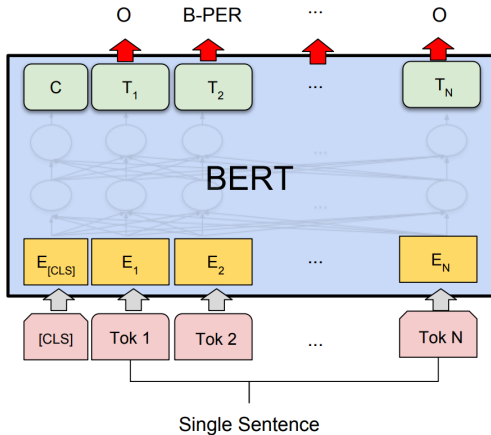 O B-PER ... O
C T1 T2 ... TN
...
BERT
...
E[CLS] E1 E2 ... EN
[CLS] Tok 1 Tok 2 ... Tok N
Single Sentence